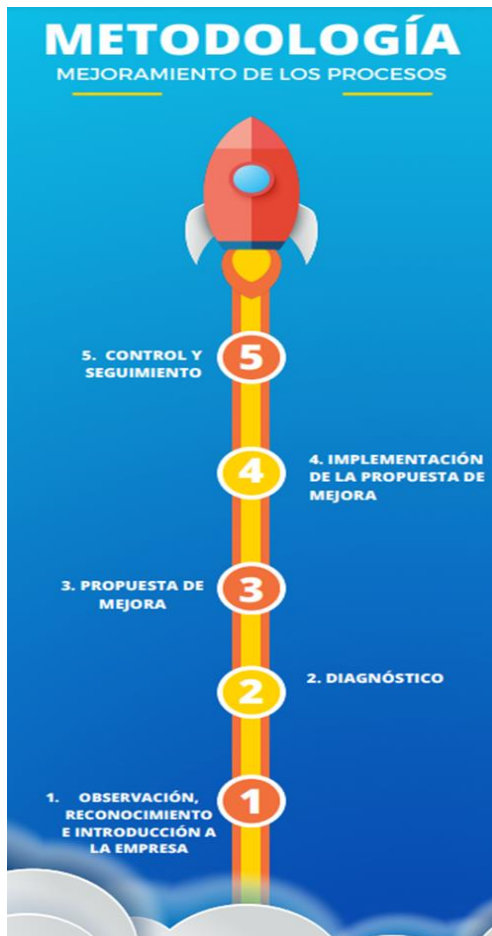 METODOLOGÍA
MEJORAMIENTO DE LOS PROCESOS
5. CONTROL Y
SEGUIMIENTO
5
4
4. IMPLEMENTACIÓN
DE LA PROPUESTA DE
MEJORA
3. PROPUESTA DE
MEJORA
3
2
2. DIAGNÓSTICO
1. OBSERVACIÓN,
RECONOCIMIENTO
E INTRODUCCIÓN A
LA EMPRESA
1